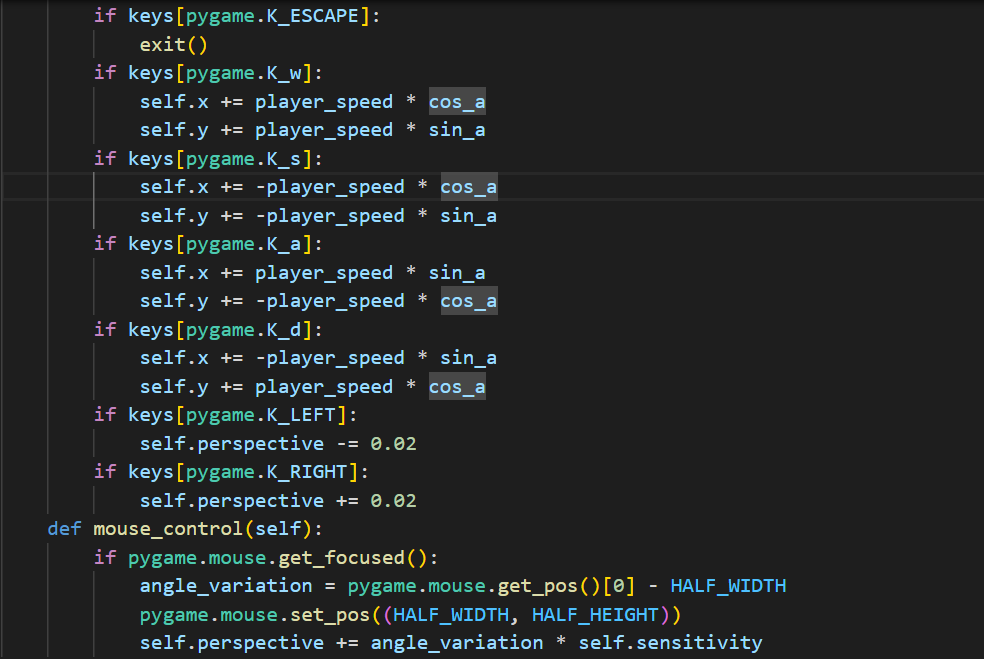 if keys[pygame.K_ESCAPE]:
exit()
if keys[pygame.K_w]:
self.x += player_speed * cos_a
self.y += player_speed * sin_a
if keys[pygame.K_s]:
self.x += -player_speed * cos_a
self.y += -player_speed * sin_a
if keys[pygame.K_a]:
self.x += player_speed * sin_a
self.y += -player_speed * cos_a
if keys[pygame.K_d]:
self.x += -player_speed * sin_a
self.y += player_speed * cos_a
if keys[pygame.K_LEFT]:
self.perspective -= 0.02
if keys[pygame.K_RIGHT]:
self.perspective += 0.02
def mouse_control(self):
if pygame.mouse.get_focused():
angle_variation = pygame.mouse.get_pos()[0] - HALF_WIDTH
pygame.mouse.set_pos((HALF_WIDTH, HALF_HEIGHT))
self.perspective += angle_variation * self.sensitivity